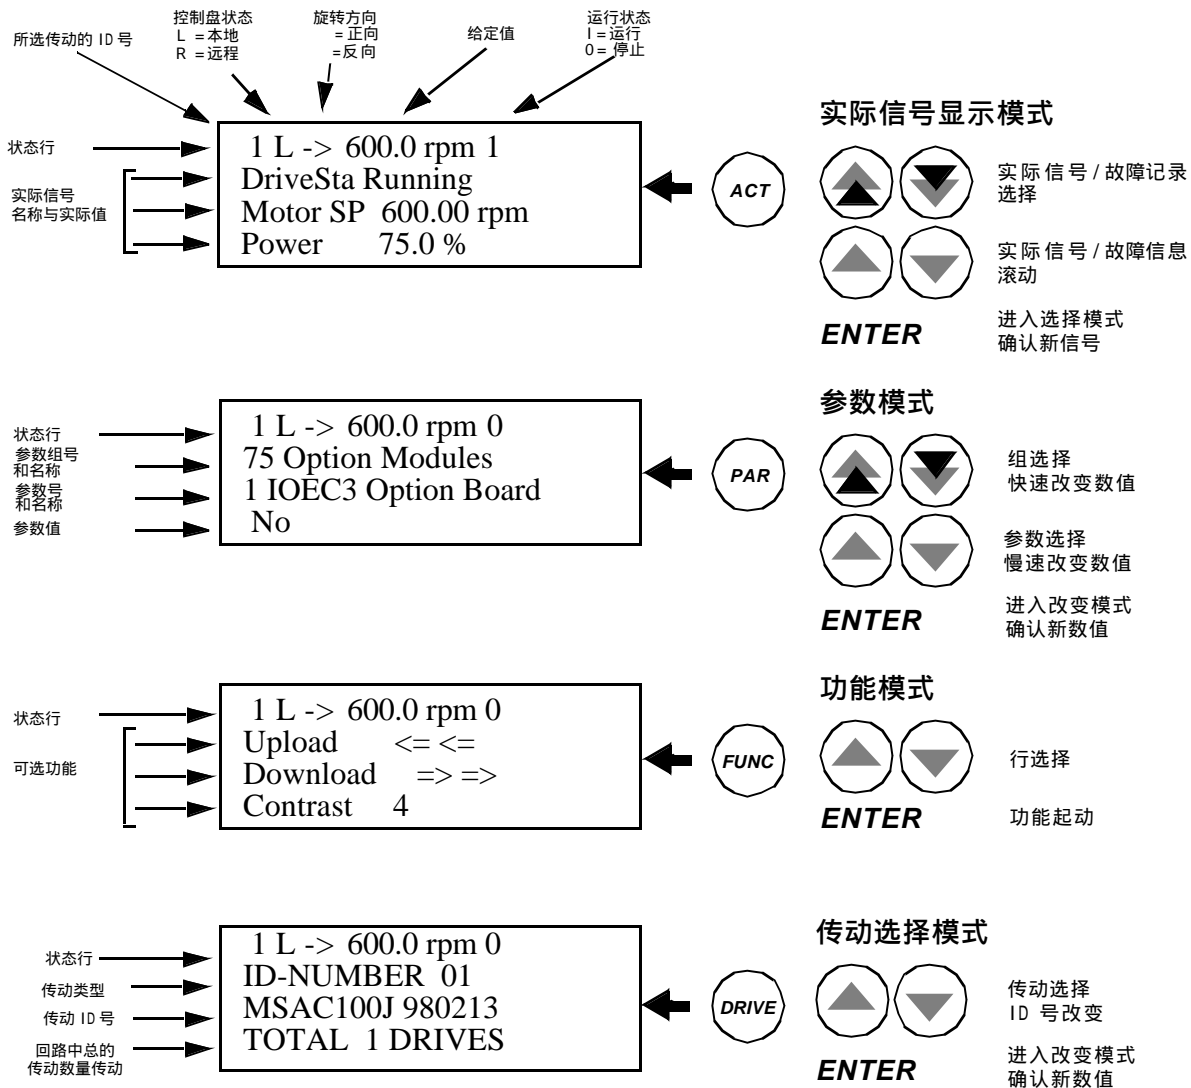 所选传动的 ID 号
控制盘状态
L =本地
R =远程
旋转方向
=正向
=反向
给定值
运行状态
I=运行
0=停止
状态行
实际信号
名称与实际值
1 L -> 600.0 rpm 1
DriveSta Running
Motor SP 600.00 rpm
Power 75.0 %
ACT
实际信号显示模式
实际信号/故障记录
选择
实际信号/故障信息
滚动
ENTER
进入选择模式
确认新信号
状态行
参数组号
和名称
参数号
和名称
参数值
1 L -> 600.0 rpm 0
75 Option Modules
1 IOEC3 Option Board
No
PAR
参数模式
组选择
快速改变数值
参数选择
慢速改变数值
ENTER
进入改变模式
确认新数值
状态行
可选功能
1 L -> 600.0 rpm 0
Upload <= <=
Download => =>
Contrast 4
FUNC
功能模式
行选择
ENTER
功能起动
状态行
传动类型
传动 ID 号
回路中总的
传动数量传动
1 L -> 600.0 rpm 0
ID-NUMBER 01
MSAC100J 980213
TOTAL 1 DRIVES
DRIVE
传动选择模式
传动选择
ID 号改变
ENTER
进入改变模式
确认新数值